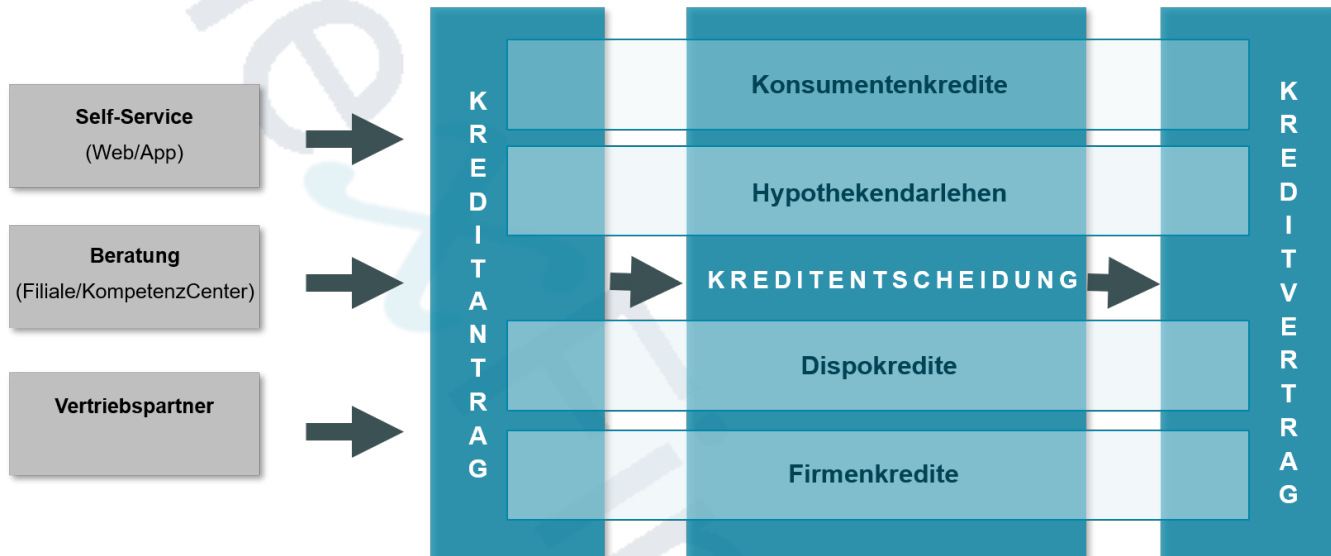 Self-Service
(Web/App)
Beratung
(Filiale/KompetenzCenter)
Vertriebspartner
KREDITANTRAG
Konsumentenkredite
Hypothekendarlehen
KREDITENTSCHEIDUNG
Dispokredite
Firmenkredite
KREDITVERTRAG